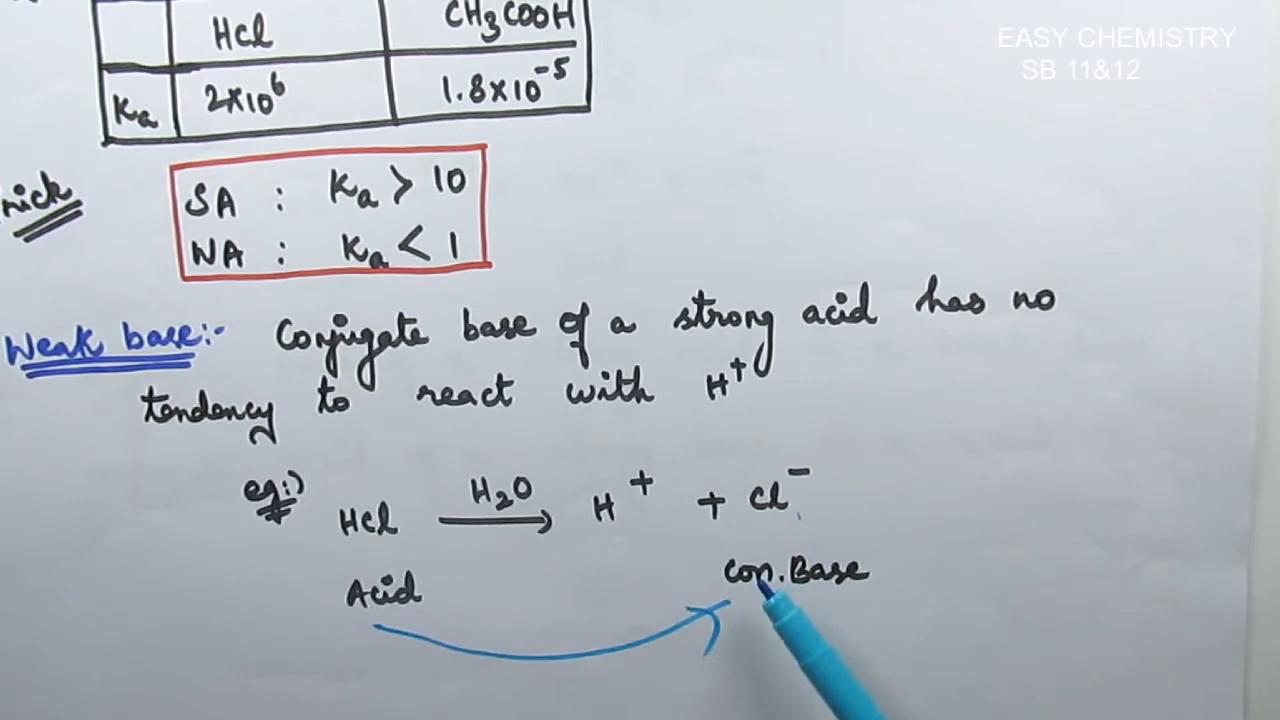 HCl CH3COOH
Ka 2×10⁶ 1.8×10⁻⁵
EASY CHEMISTRY
SB 11&12
SA : Ka > 10
WA : Ka < 1
Weak base:- Conjugate base of a strong acid has no
tendency to react with H⁺
eg:) HCl H2O H⁺ + Cl⁻
Acid Con. Base